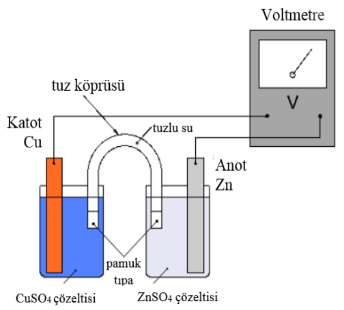 Voltmetre
V
tuz köprüsü
tuzlu su
Katot
Cu
Anot
Zn
pamuk
tıpa
CuSO4 çözeltisi
ZnSO4 çözeltisi